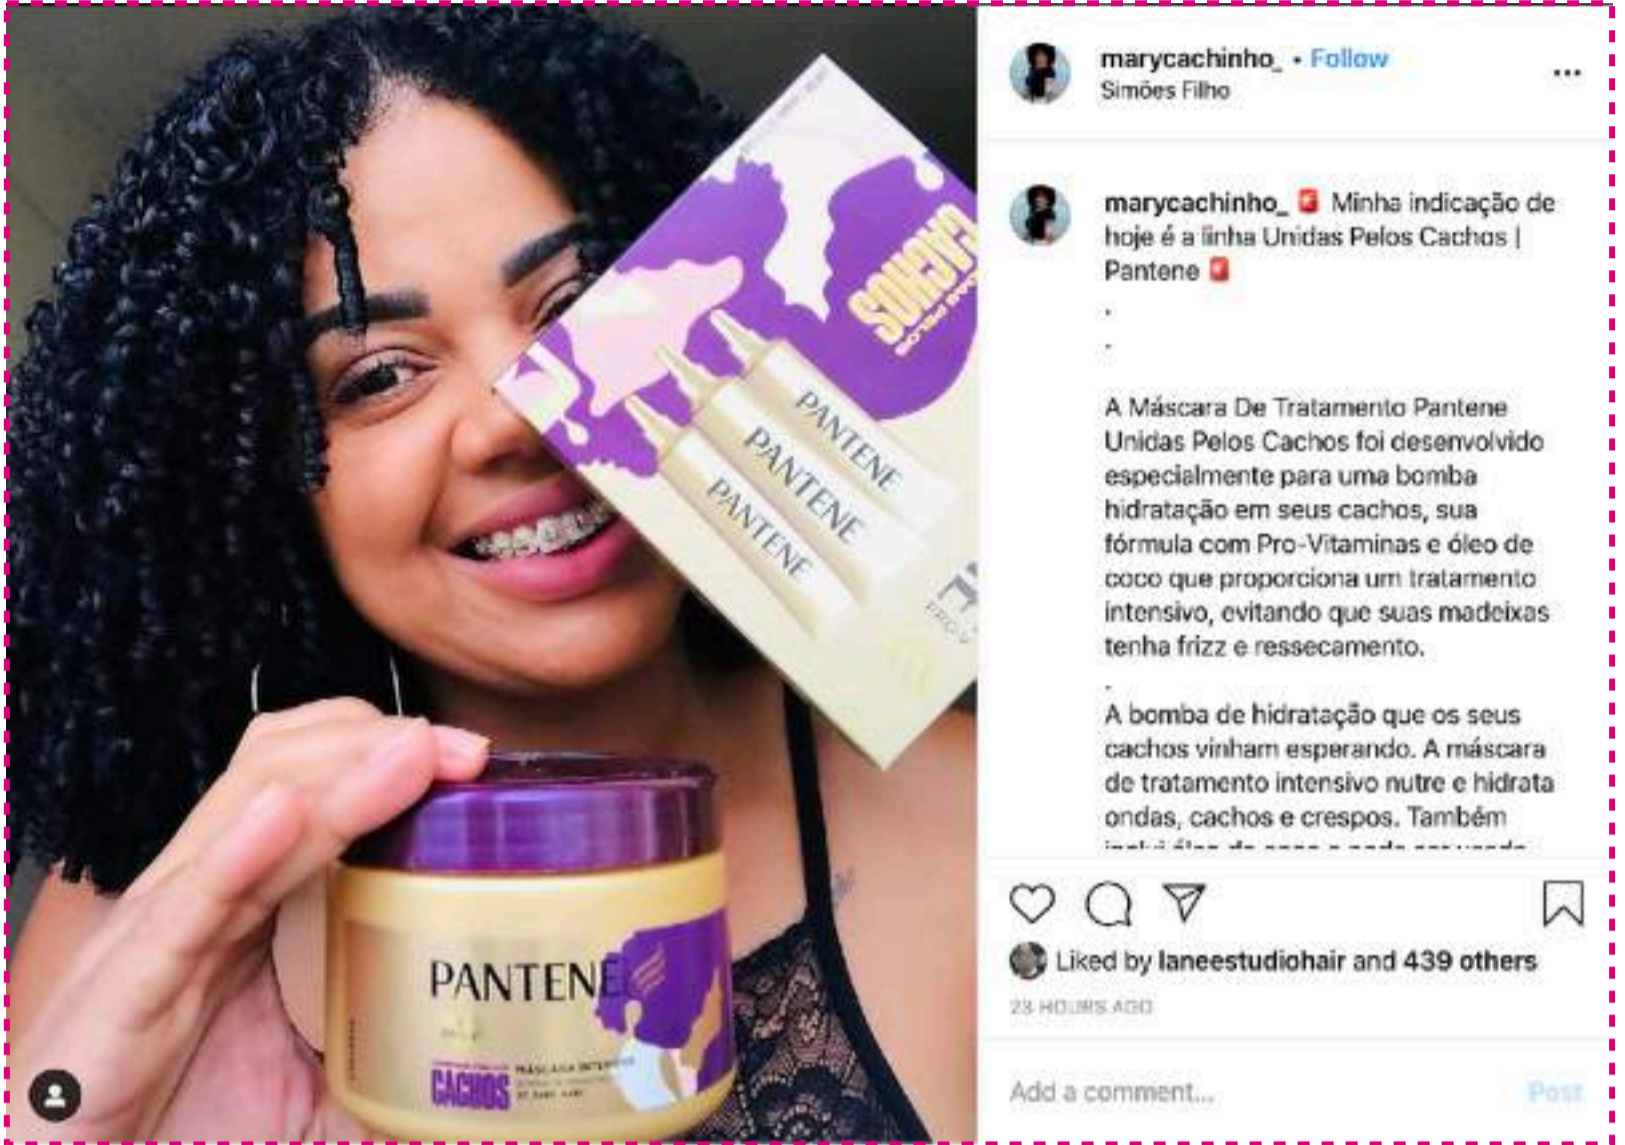 marycachinho_ • Follow
Simões Filho
marycachinho_ 🚨 Minha indicação de
hoje é a linha Unidas Pelos Cachos |
Pantene 🚨
.
.
A Máscara De Tratamento Pantene
Unidas Pelos Cachos foi desenvolvido
especialmente para uma bomba
hidratação em seus cachos, sua
fórmula com Pro-Vitaminas e óleo de
coco que proporciona um tratamento
intensivo, evitando que suas madeixas
tenha frizz e ressecamento.
.
A bomba de hidratação que os seus
cachos vinham esperando. A máscara
de tratamento intensivo nutre e hidrata
ondas, cachos e crespos. Também
Liked by laneestudiohair and 439 others
23 HOURS AGO
Add a comment...
Post
CACHOS
PELOS
PANTENE
PANTENE
PANTENE
PRO-V
PANTENE
CACHOS
MÁSCARA